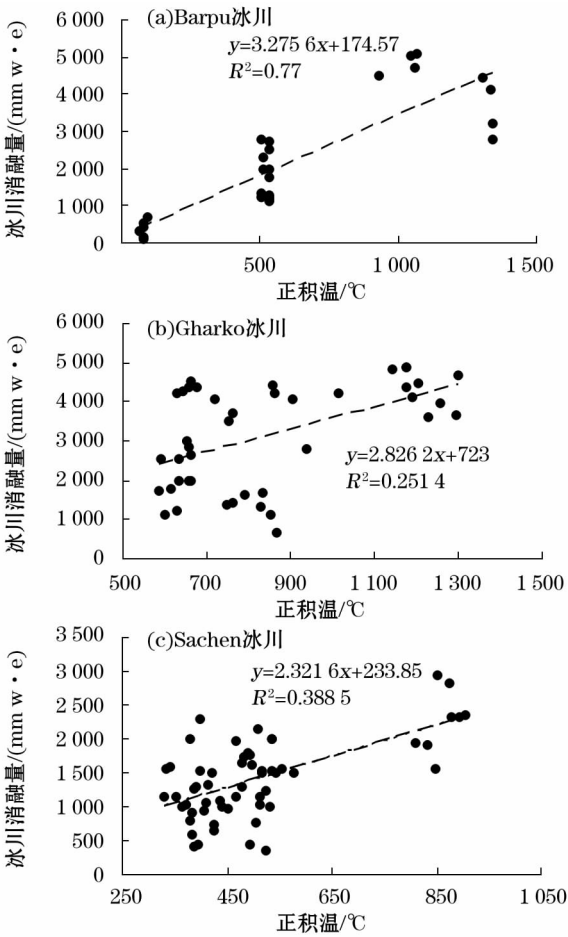 (a)Barpu冰川
y=3.275 6x+174.57
R²=0.77
冰川消融量/(mm w·e)
6 000
5 000
4 000
3 000
2 000
1 000
0
500
1 000
1 500
正积温/℃
(b)Gharko冰川
y=2.826 2x+723
R²=0.251 4
冰川消融量/(mm w·e)
6 000
5 000
4 000
3 000
2 000
1 000
0
500
700
900
1 100
1 300
1 500
正积温/℃
(c)Sachen冰川
y=2.321 6x+233.85
R²=0.388 5
冰川消融量/(mm w·e)
3 500
3 000
2 500
2 000
1 500
1 000
500
0
250
450
650
850
1 050
正积温/℃